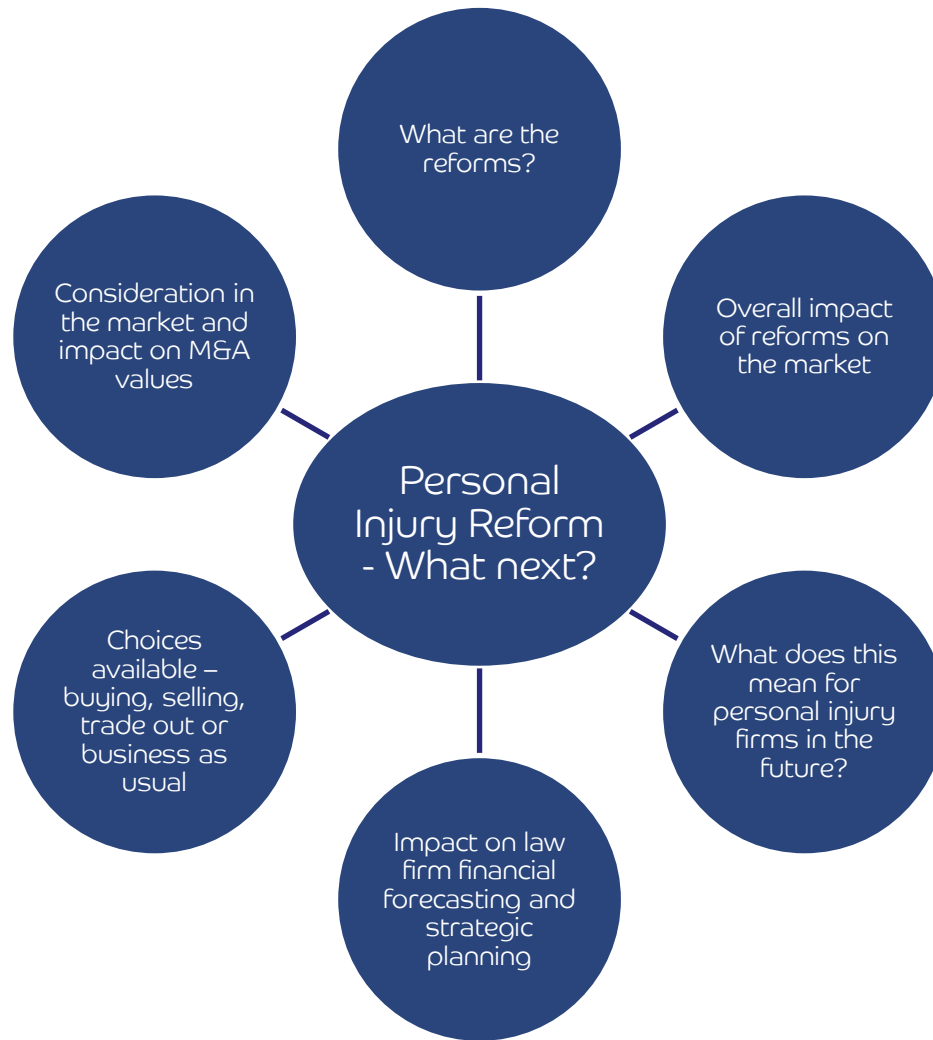 What are the
reforms?
Overall impact
of reforms on
the market
What does this
mean for
personal injury
firms in the
future?
Impact on law
firm financial
forecasting and
strategic
planning
Choices
available –
buying, selling,
trade out or
business as
usual
Consideration in
the market and
impact on M&A
values
Personal
Injury Reform
- What next?